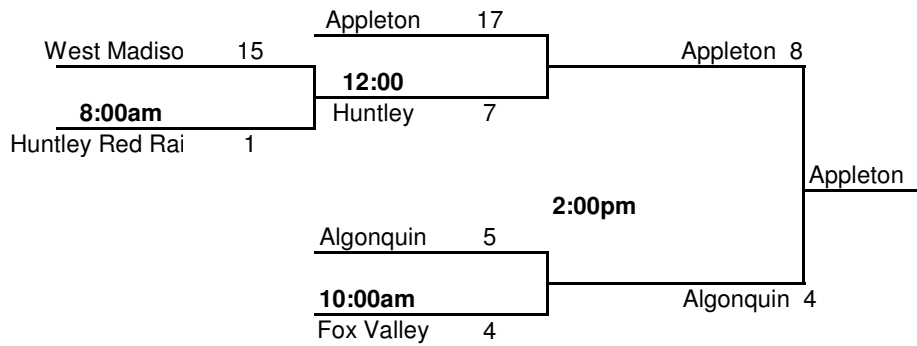 Appleton 17
West Madiso 15
Appleton 8
12:00
8:00am
Huntley 7
Huntley Red Rai 1
Appleton
2:00pm
Algonquin 5
10:00am
Algonquin 4
Fox Valley 4